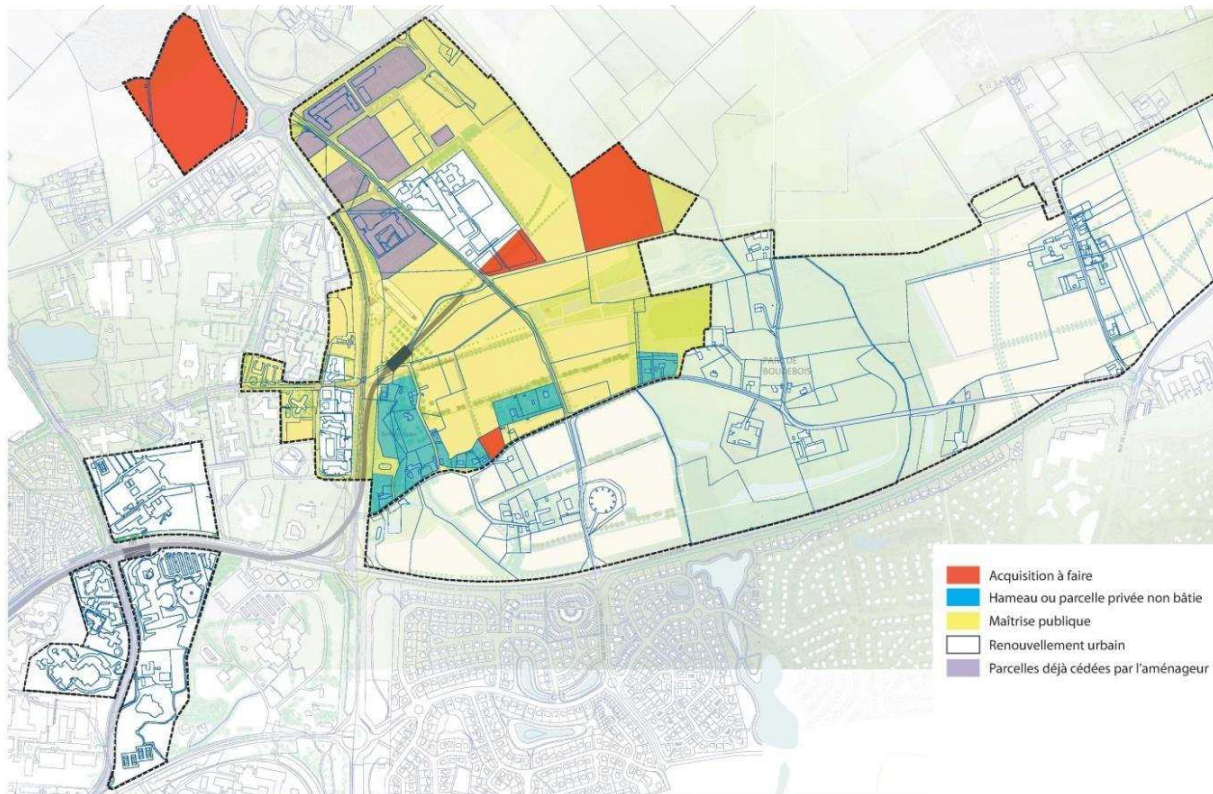 PARC DE
Acquisition à faire
Hameau ou parcelle privée non bâtie
Maîtrise publique
Renouvellement urbain
Parcelles déjà cédées par l'aménageur